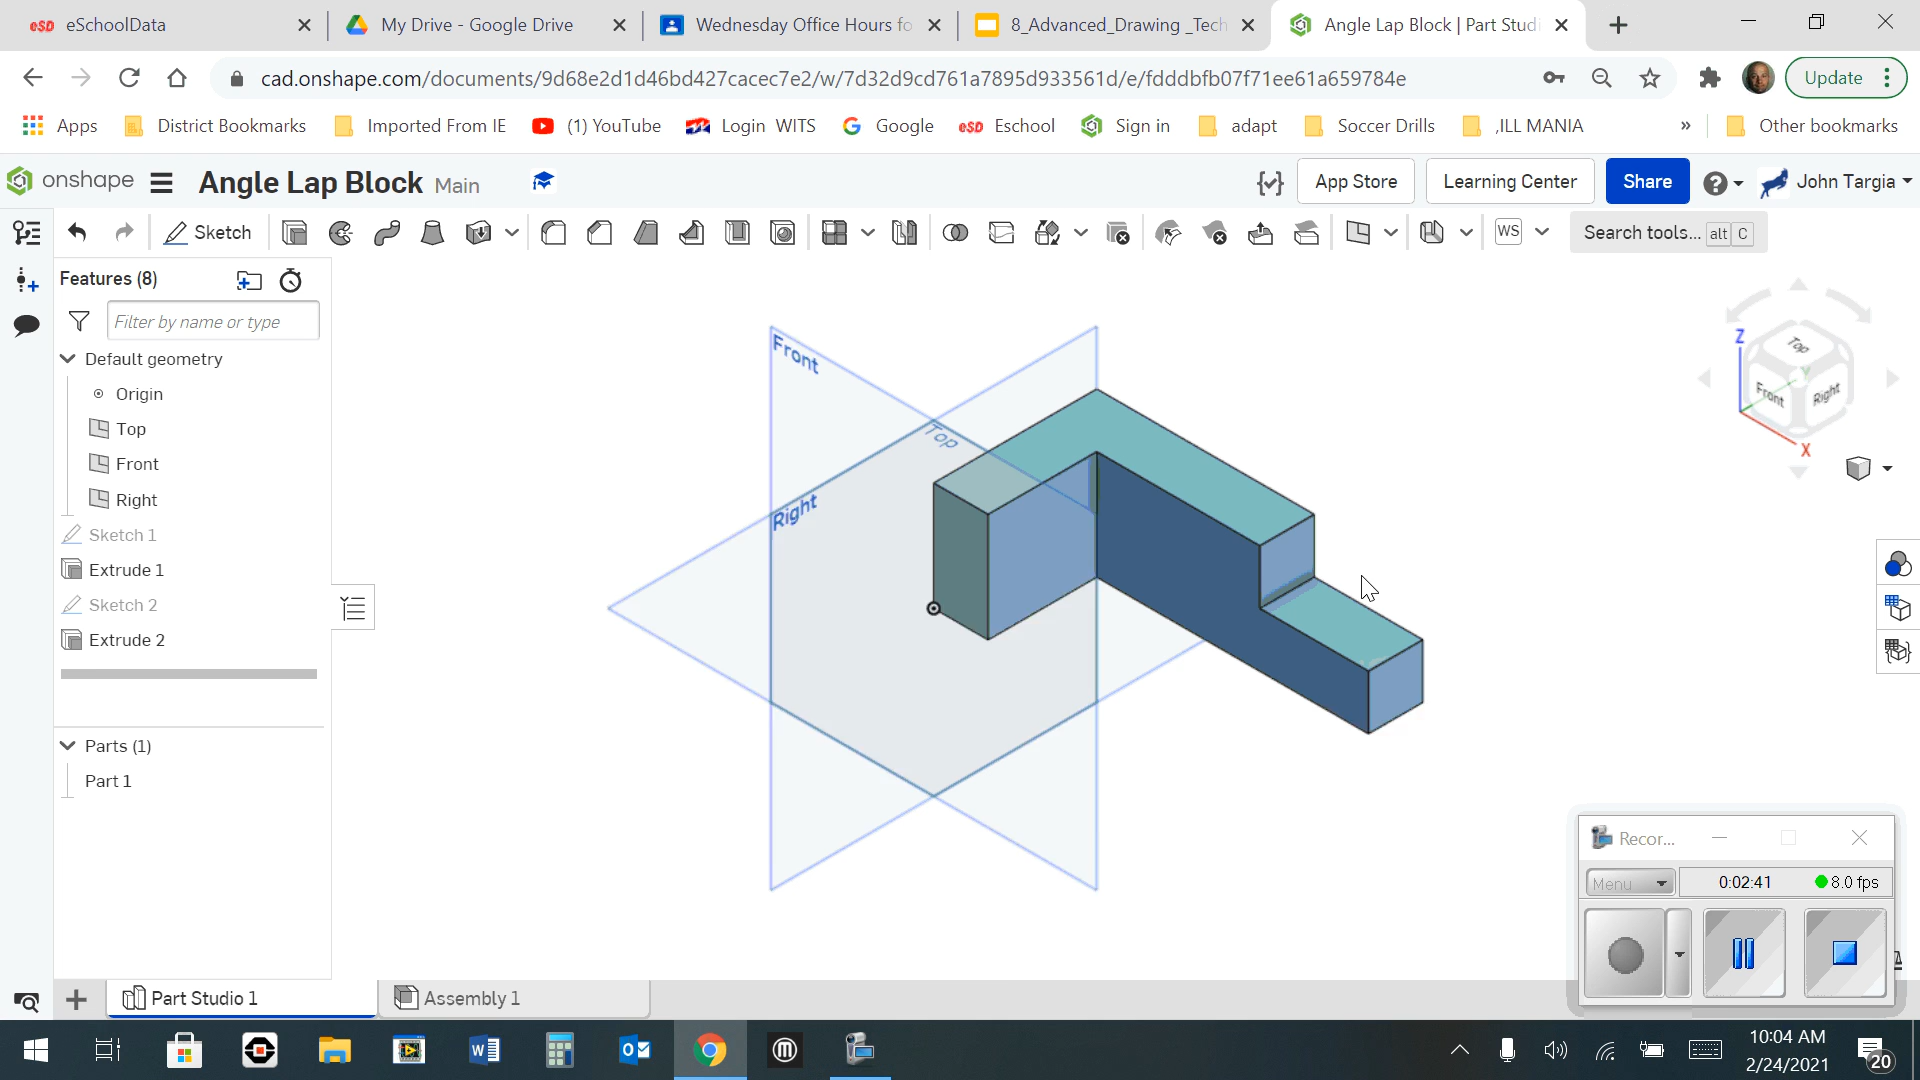 eSchoolData
My Drive - Google Drive
Wednesday Office Hours fo
8_Advanced_Drawing _Tech
Angle Lap Block | Part Studi
cad.onshape.com/documents/9d68e2d1d46bd427cacec7e2/w/7d32d9cd761a7895d933561d/e/fdddbfb07f71ee61a659784e
Update
Apps
District Bookmarks
Imported From IE
(1) YouTube
Login WITS
Google
esd Eschool
Sign in
adapt
Soccer Drills
,ILL MANIA
»
Other bookmarks
onshape
Angle Lap Block Main
App Store
Learning Center
Share
John Targia
Sketch
WS
Search tools... alt C
Features (8)
Filter by name or type
Default geometry
Origin
Top
Front
Right
Sketch 1
Extrude 1
Sketch 2
Extrude 2
Parts (1)
Part 1
Front
Top
Right
Z
Top
Front
Right
Y
X
Recor...
Menu
0:02:41
8.0 fps
Part Studio 1
Assembly 1
10:04 AM
2/24/2021
20